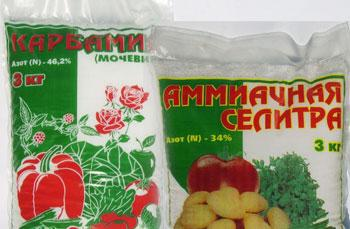 КАРБАМИ
(МОЧЕВИ
Азот (N) - 46,2%
3 кг
АММИАЧНАЯ
СЕЛИТРА
Азот (N) - 34%
3 кг